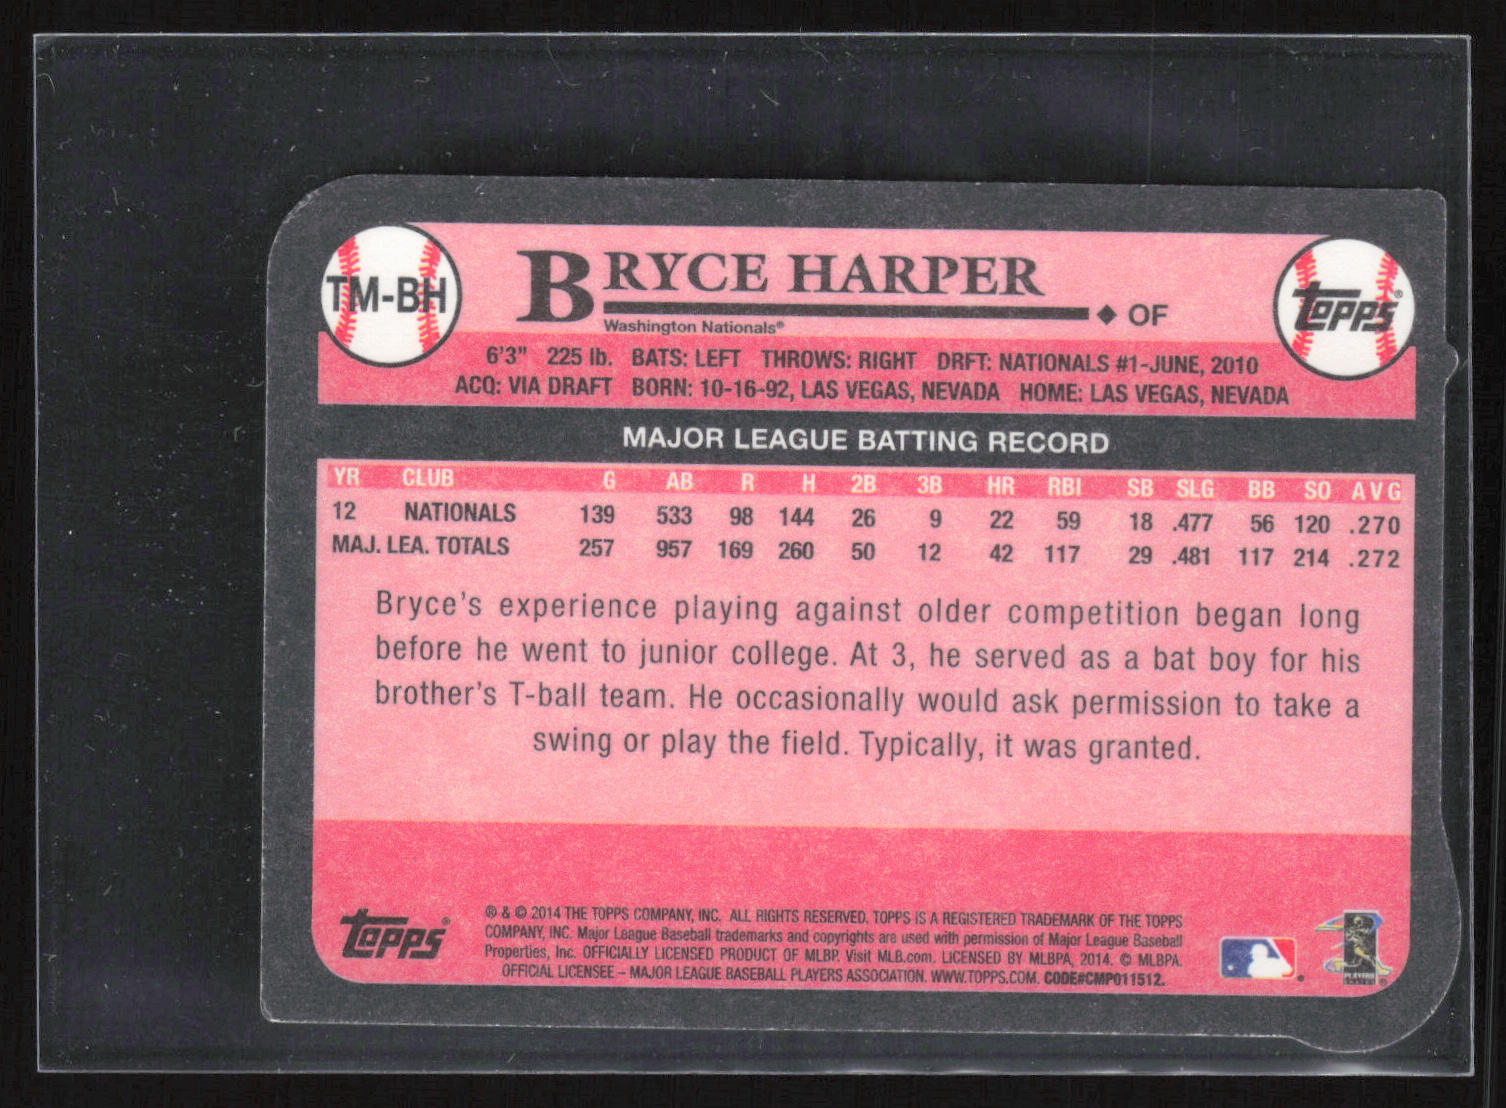 TM-BH
BRYCE HARPER
OF
Washington Nationals®
TOPPS®
6'3" 225 lb. BATS: LEFT THROWS: RIGHT DRFT: NATIONALS #1-JUNE, 2010
ACQ: VIA DRAFT BORN: 10-16-92, LAS VEGAS, NEVADA HOME: LAS VEGAS, NEVADA
MAJOR LEAGUE BATTING RECORD
YR CLUB G AB R H 2B 3B HR RBI SB SLG BB SO AVG
12 NATIONALS 139 533 98 144 26 9 22 59 18 .477 56 120 .270
MAJ. LEA. TOTALS 257 957 169 260 50 12 42 117 29 .481 117 214 .272
Bryce's experience playing against older competition began long
before he went to junior college. At 3, he served as a bat boy for his
brother's T-ball team. He occasionally would ask permission to take a
swing or play the field. Typically, it was granted.
TOPPS®
® & © 2014 THE TOPPS COMPANY, INC. ALL RIGHTS RESERVED. TOPPS IS A REGISTERED TRADEMARK OF THE TOPPS
COMPANY, INC. Major League Baseball trademarks and copyrights are used with permission of Major League Baseball
Properties, Inc. OFFICIALLY LICENSED PRODUCT OF MLBP. Visit MLB.com. LICENSED BY MLBPA, 2014. © MLBPA.
OFFICIAL LICENSEE – MAJOR LEAGUE BASEBALL PLAYERS ASSOCIATION. WWW.TOPPS.COM. CODE#CMP011512.
PLAYERS